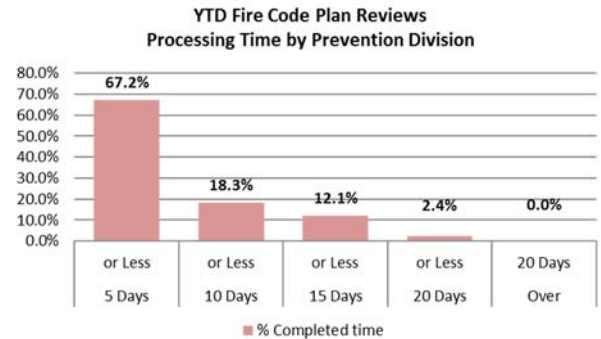 YTD Fire Code Plan Reviews
Processing Time by Prevention Division
80.0%
70.0%
60.0%
50.0%
40.0%
30.0%
20.0%
10.0%
0.0%
67.2%
18.3%
12.1%
2.4%
0.0%
or Less or Less or Less or Less 20 Days
5 Days 10 Days 15 Days 20 Days Over
% Completed time